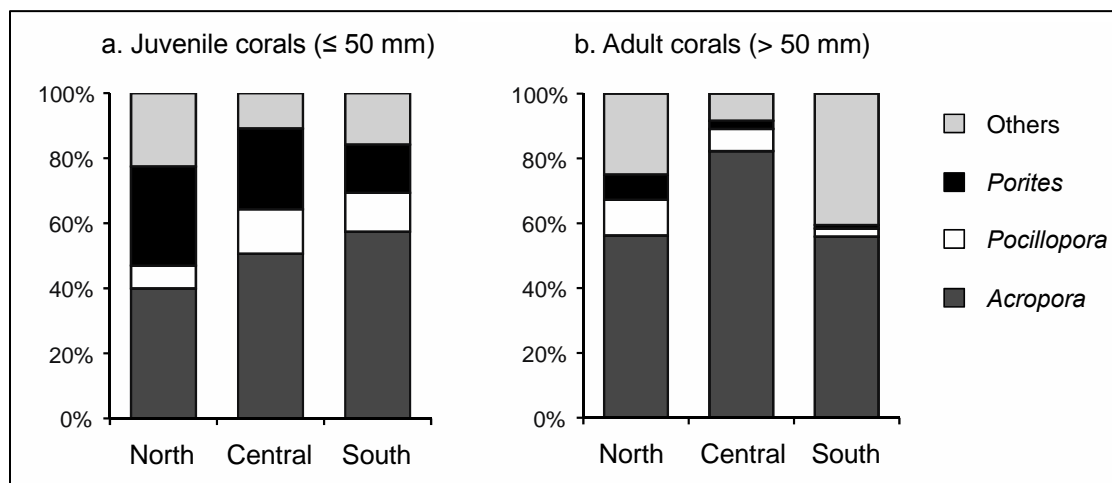 a. Juvenile corals (≤ 50 mm)
100%
80%
60%
40%
20%
0%
North Central South
b. Adult corals (> 50 mm)
100%
80%
60%
40%
20%
0%
North Central South
Others
Porites
Pocillopora
Acropora